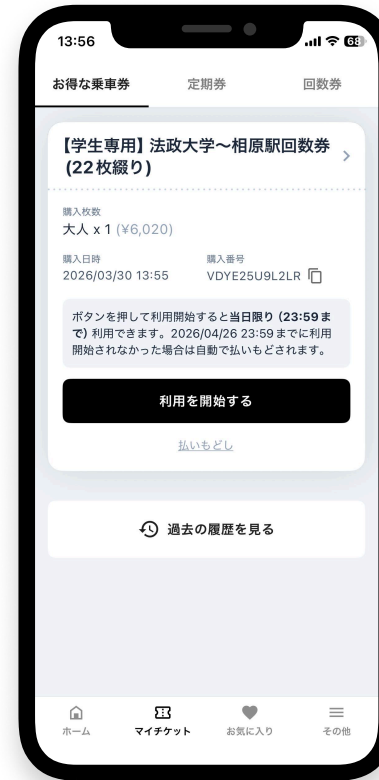 13:56
68
お得な乗車券 定期券 回数券
【学生専用】法政大学〜相原駅回数券
(22枚綴り)
購入枚数
大人 x 1 (¥6,020)
購入日時 購入番号
2026/03/30 13:55 VDYE25U9L2LR
ボタンを押して利用開始すると当日限り（23:59ま
で）利用できます。2026/04/26 23:59までに利用
開始されなかった場合は自動で払いもどされます。
利用を開始する
払いもどし
過去の履歴を見る
ホーム マイチケット お気に入り その他